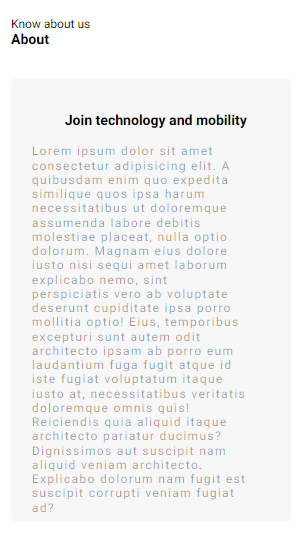 Know about us
About
Join technology and mobility
Lorem ipsum dolor sit amet
consectetur adipisicing elit. A
quibusdam enim quo expedita
similique quos ipsa harum
necessitatibus ut doloremque
assumenda labore debitis
molestiae placeat, nulla optio
dolorum. Magnam eius dolore
iusto nisi sequi amet laborum
explicabo nemo, sint
perspiciatis vero ab voluptate
deserunt cupiditate ipsa porro
mollitia optio! Eius, temporibus
excepturi sunt autem odit
architecto ipsam ab porro eum
laudantium fuga fugit atque id
iste fugiat voluptatum itaque
iusto at, necessitatibus veritatis
doloremque omnis quis!
Reiciendis quia aliquid itaque
architecto pariatur ducimus?
Dignissimos aut suscipit nam
aliquid veniam architecto.
Explicabo dolorum nam fugit est
suscipit corrupti veniam fugiat
ad?